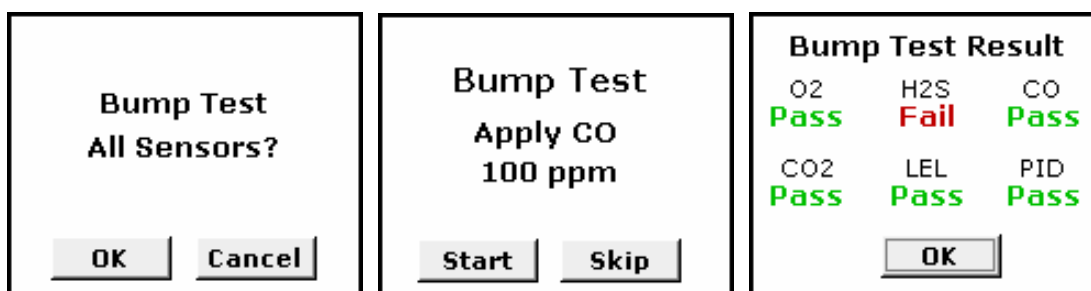 Bump Test
All Sensors?
OK Cancel
Bump Test
Apply CO
100 ppm
Start Skip
Bump Test Result
O2 H2S CO
Pass Fail Pass
CO2 LEL PID
Pass Pass Pass
OK